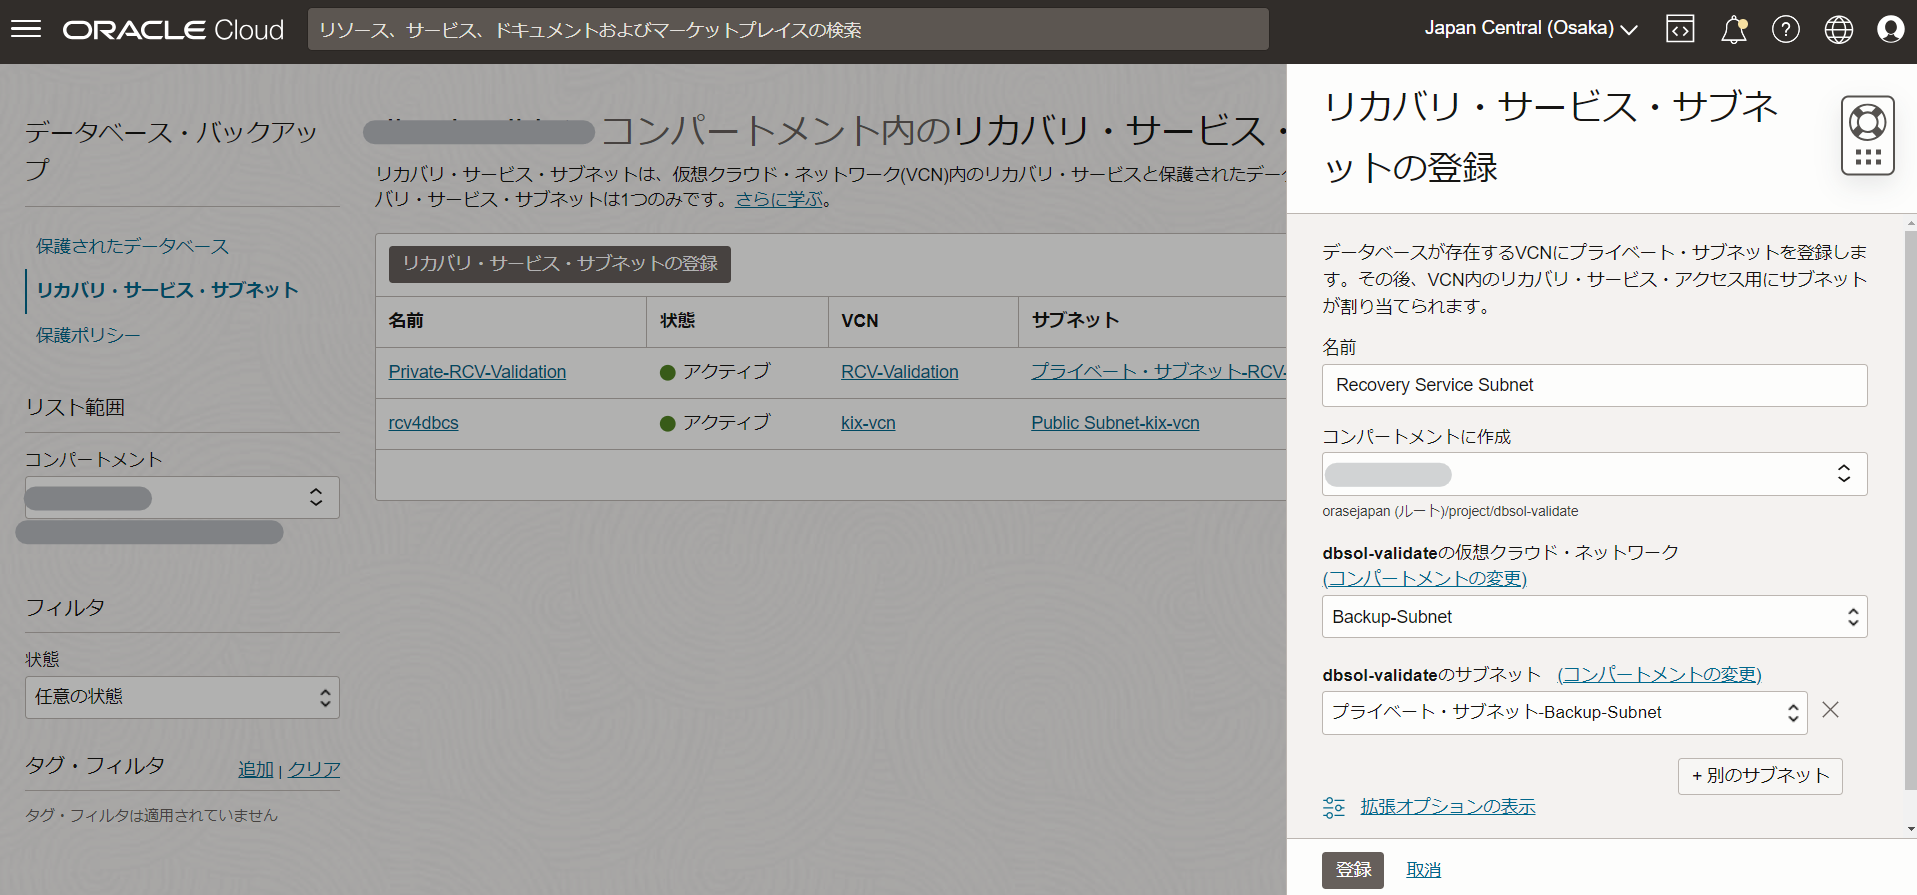 ORACLE Cloud
リソース、サービス、ドキュメントおよびマーケットプレイスの検索
Japan Central (Osaka)
データベース・バックアッ
プ
保護されたデータベース
リカバリ・サービス・サブネット
保護ポリシー
リスト範囲
コンパートメント
フィルタ
状態
任意の状態
タグ・フィルタ 追加 | クリア
タグ・フィルタは適用されていません
コンパートメント内のリカバリ・サービス・
リカバリ・サービス・サブネットは、仮想クラウド・ネットワーク(VCN)内のリカバリ・サービスと保護されたデー
バリ・サービス・サブネットは1つのみです。さらに学ぶ。
リカバリ・サービス・サブネットの登録
名前 状態 VCN サブネット
Private-RCV-Validation アクティブ RCV-Validation プライベート・サブネット-RCV-
rcv4dbcs アクティブ kix-vcn Public Subnet-kix-vcn
リカバリ・サービス・サブネ
ットの登録
データベースが存在するVCNにプライベート・サブネットを登録しま
す。その後、VCN内のリカバリ・サービス・アクセス用にサブネット
が割り当てられます。
名前
Recovery Service Subnet
コンパートメントに作成
orasejapan (ルート)/project/dbsol-validate
dbsol-validateの仮想クラウド・ネットワーク
(コンパートメントの変更)
Backup-Subnet
dbsol-validateのサブネット (コンパートメントの変更)
プライベート・サブネット-Backup-Subnet
+ 別のサブネット
拡張オプションの表示
登録 取消